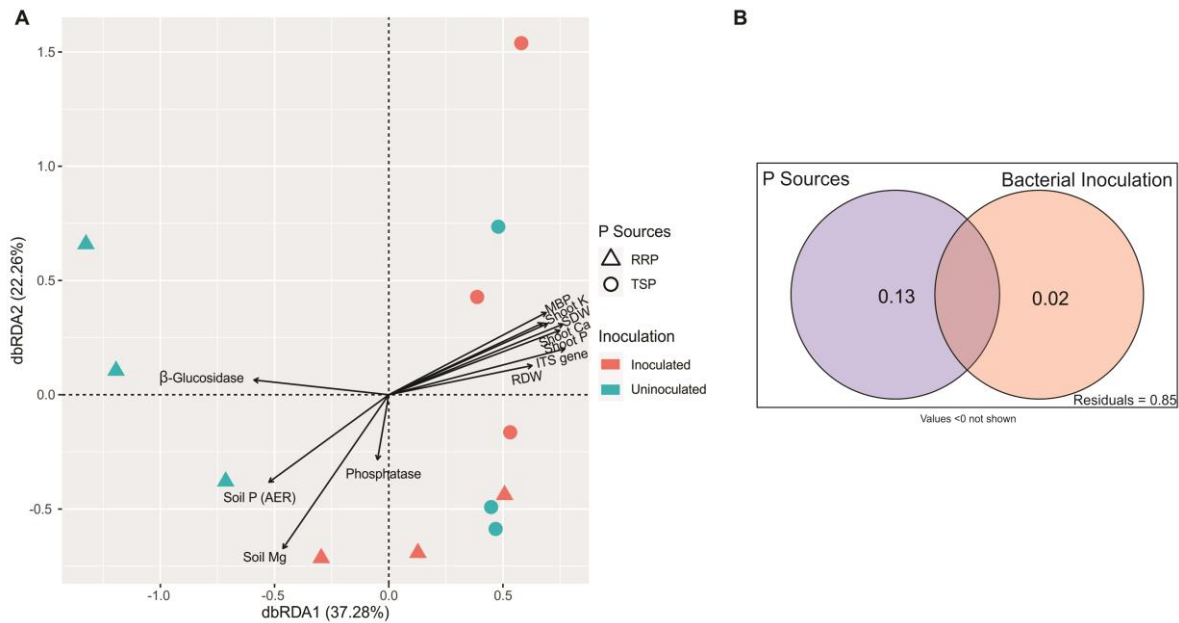 A
B
dbRDA2 (22.26%)
1.5
1.0
0.5
0.0
-0.5
-1.0
-0.5
0.0
0.5
dbRDA1 (37.28%)
MBP
Shoot K
SDW
Shoot Ca
Shoot P
ITS gene
RDW
β-Glucosidase
Phosphatase
Soil P (AER)
Soil Mg
P Sources
RRP
TSP
Inoculation
Inoculated
Uninoculated
P Sources
Bacterial Inoculation
0.13
0.02
Residuals = 0.85
Values <0 not shown